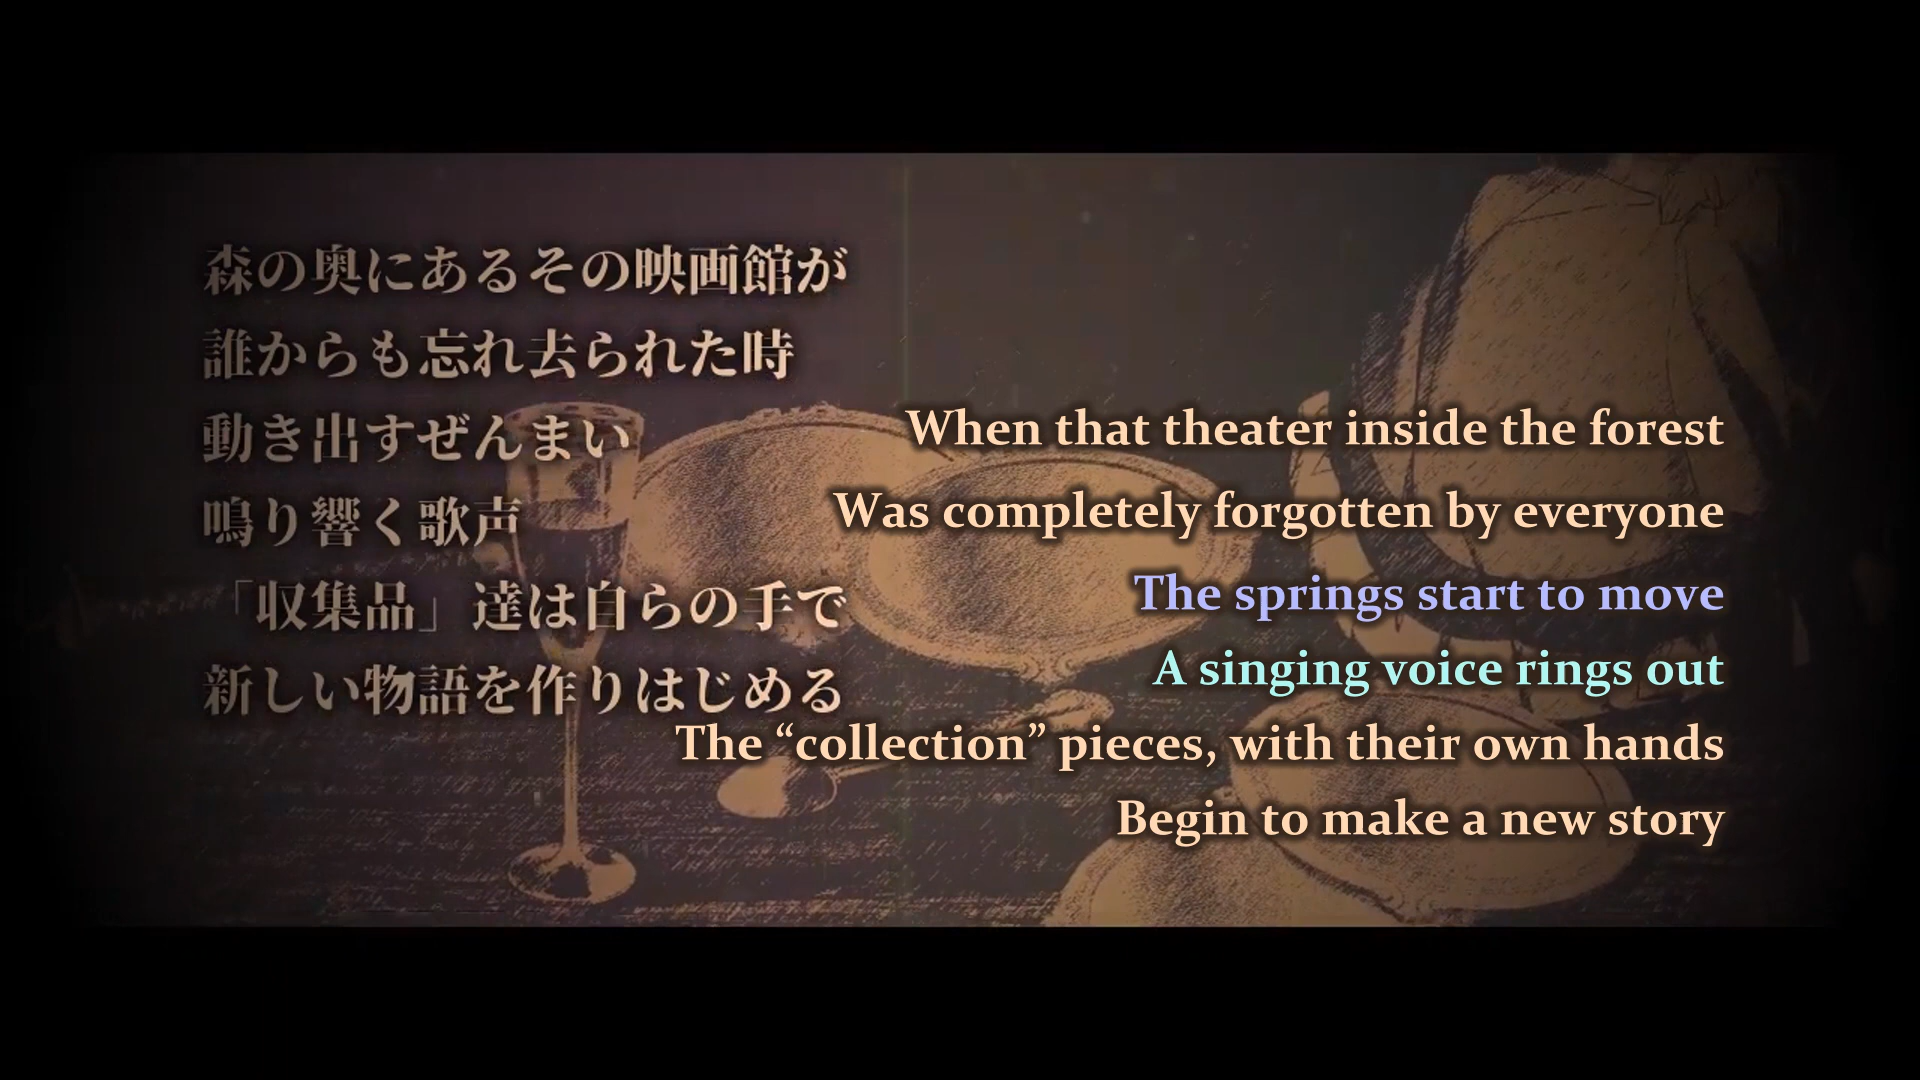 森の奥にあるその映画館が
誰からも忘れ去られた時
動き出すぜんまい
鳴り響く歌声
「収集品」達は自らの手で
新しい物語を作りはじめる
When that theater inside the forest
Was completely forgotten by everyone
The springs start to move
A singing voice rings out
The “collection” pieces, with their own hands
Begin to make a new story